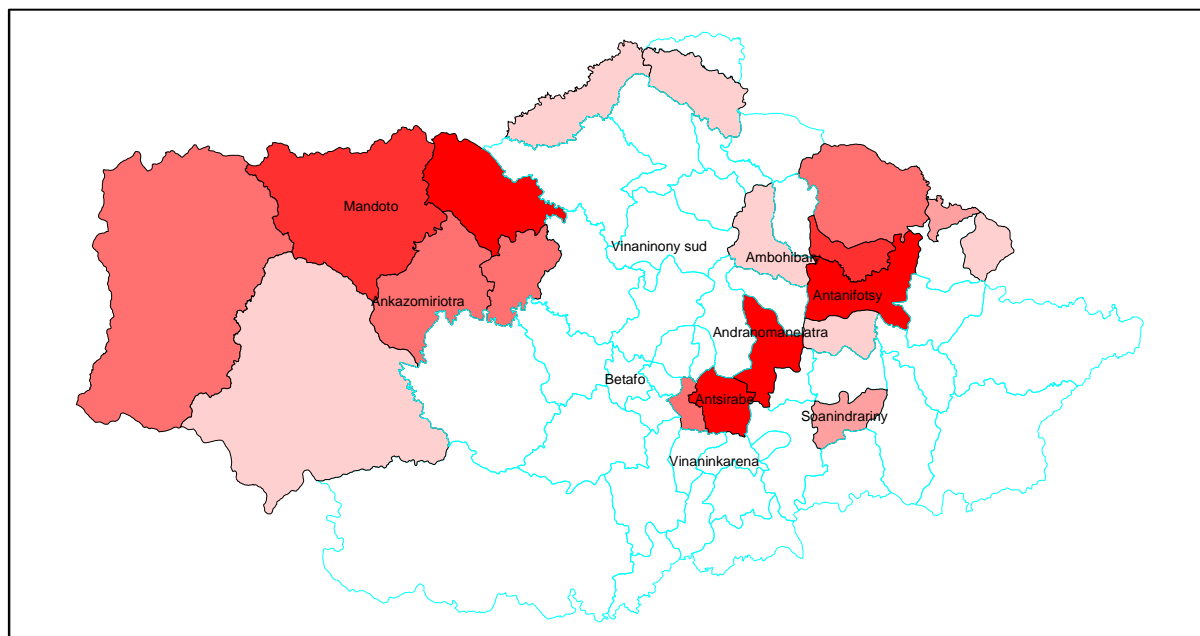 Mandoto
Vinaninony sud
Ambohibary
Ankazomiriotra
Antanifotsy
Andranomanelatra
Betafo
Antsirabe
Soanindrariny
Vinaninkarena